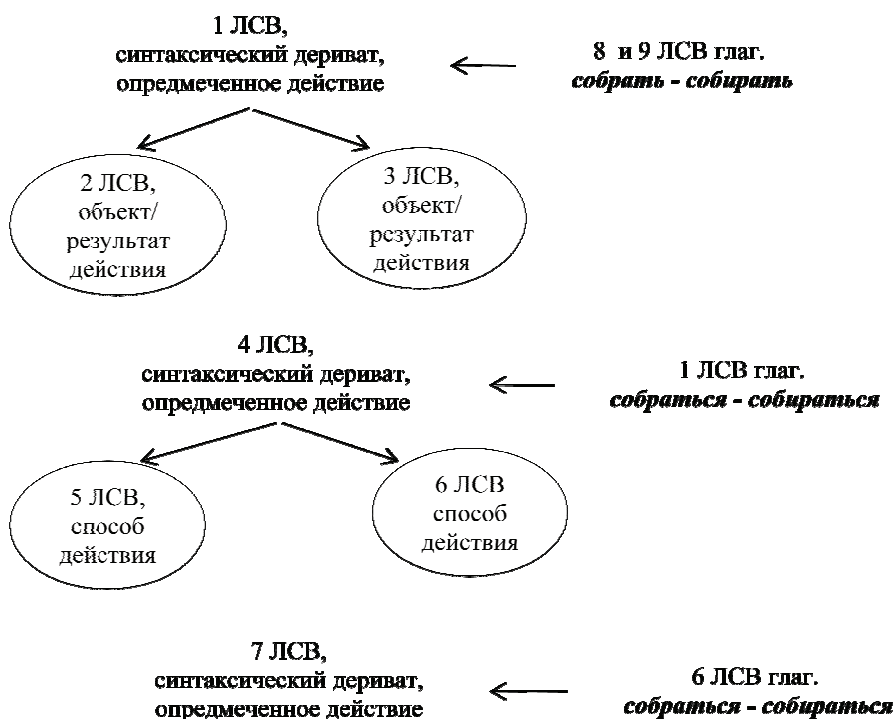 1 ЛСВ,
синтаксический дериват,
опредмеченное действие
8 и 9 ЛСВ глаг.
собрать - собирать
2 ЛСВ,
объект/
результат
действия
3 ЛСВ,
объект/
результат
действия
4 ЛСВ,
синтаксический дериват,
опредмеченное действие
1 ЛСВ глаг.
собраться - собираться
5 ЛСВ,
способ
действия
6 ЛСВ
способ
действия
7 ЛСВ,
синтаксический дериват,
опредмеченное действие
6 ЛСВ глаг.
собраться - собираться